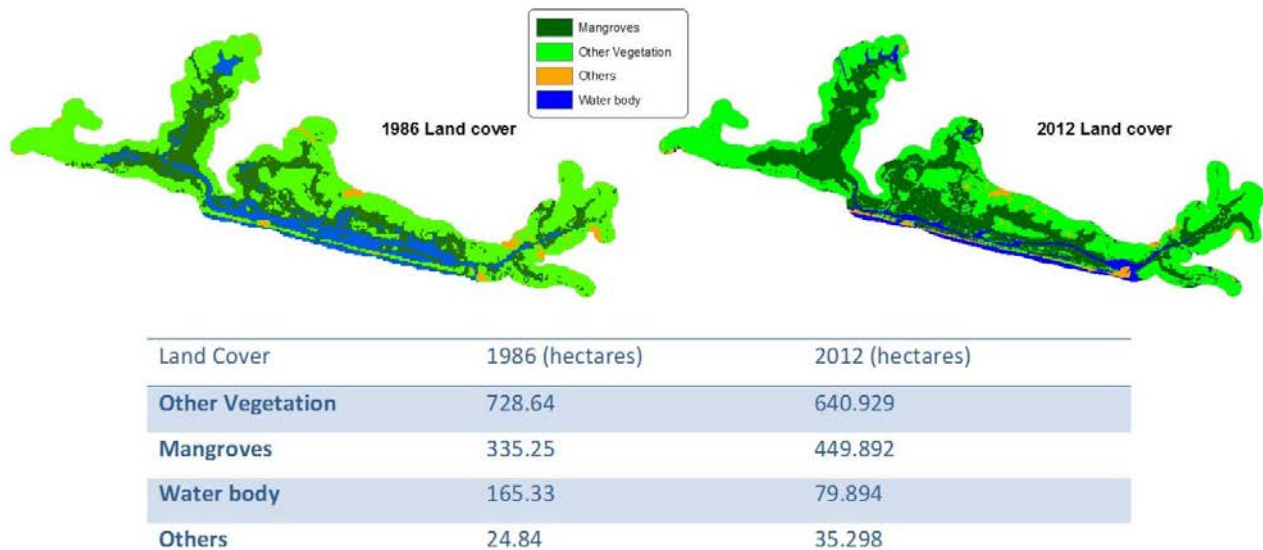 Mangroves
Other Vegetation
Others
Water body
1986 Land cover
2012 Land cover
Land Cover 1986 (hectares) 2012 (hectares)
Other Vegetation 728.64 640.929
Mangroves 335.25 449.892
Water body 165.33 79.894
Others 24.84 35.298